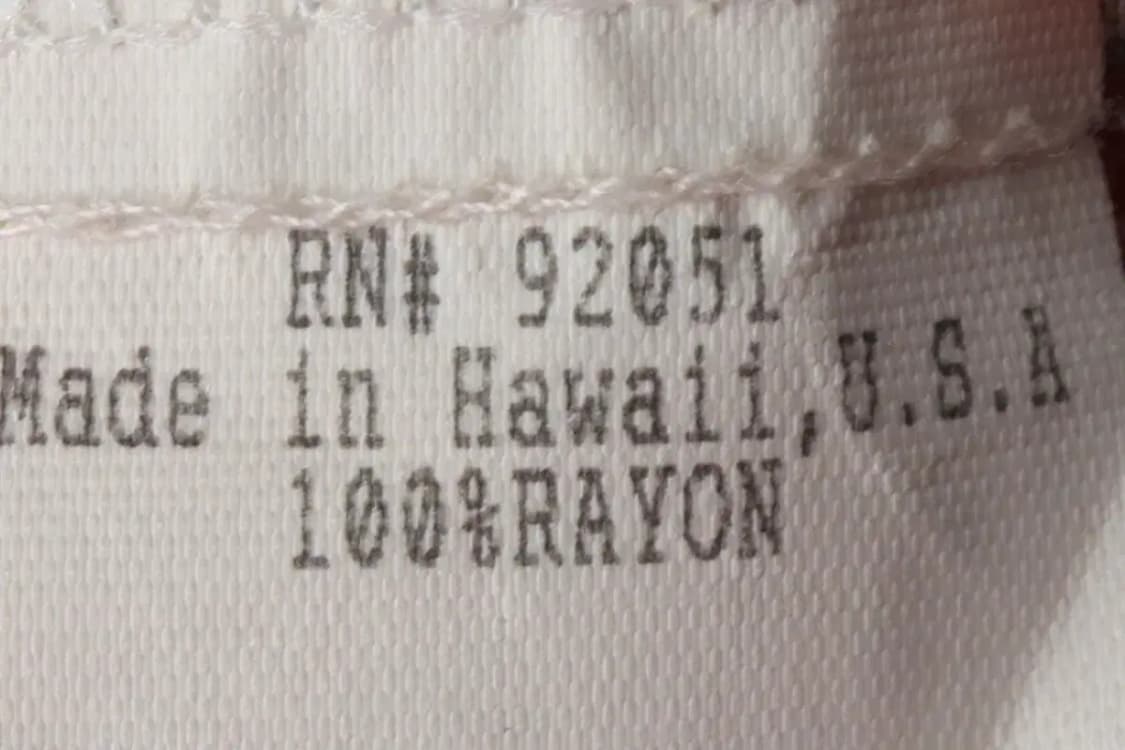 RN# 92051
Made in Hawaii,U.S.A
100%RAYON